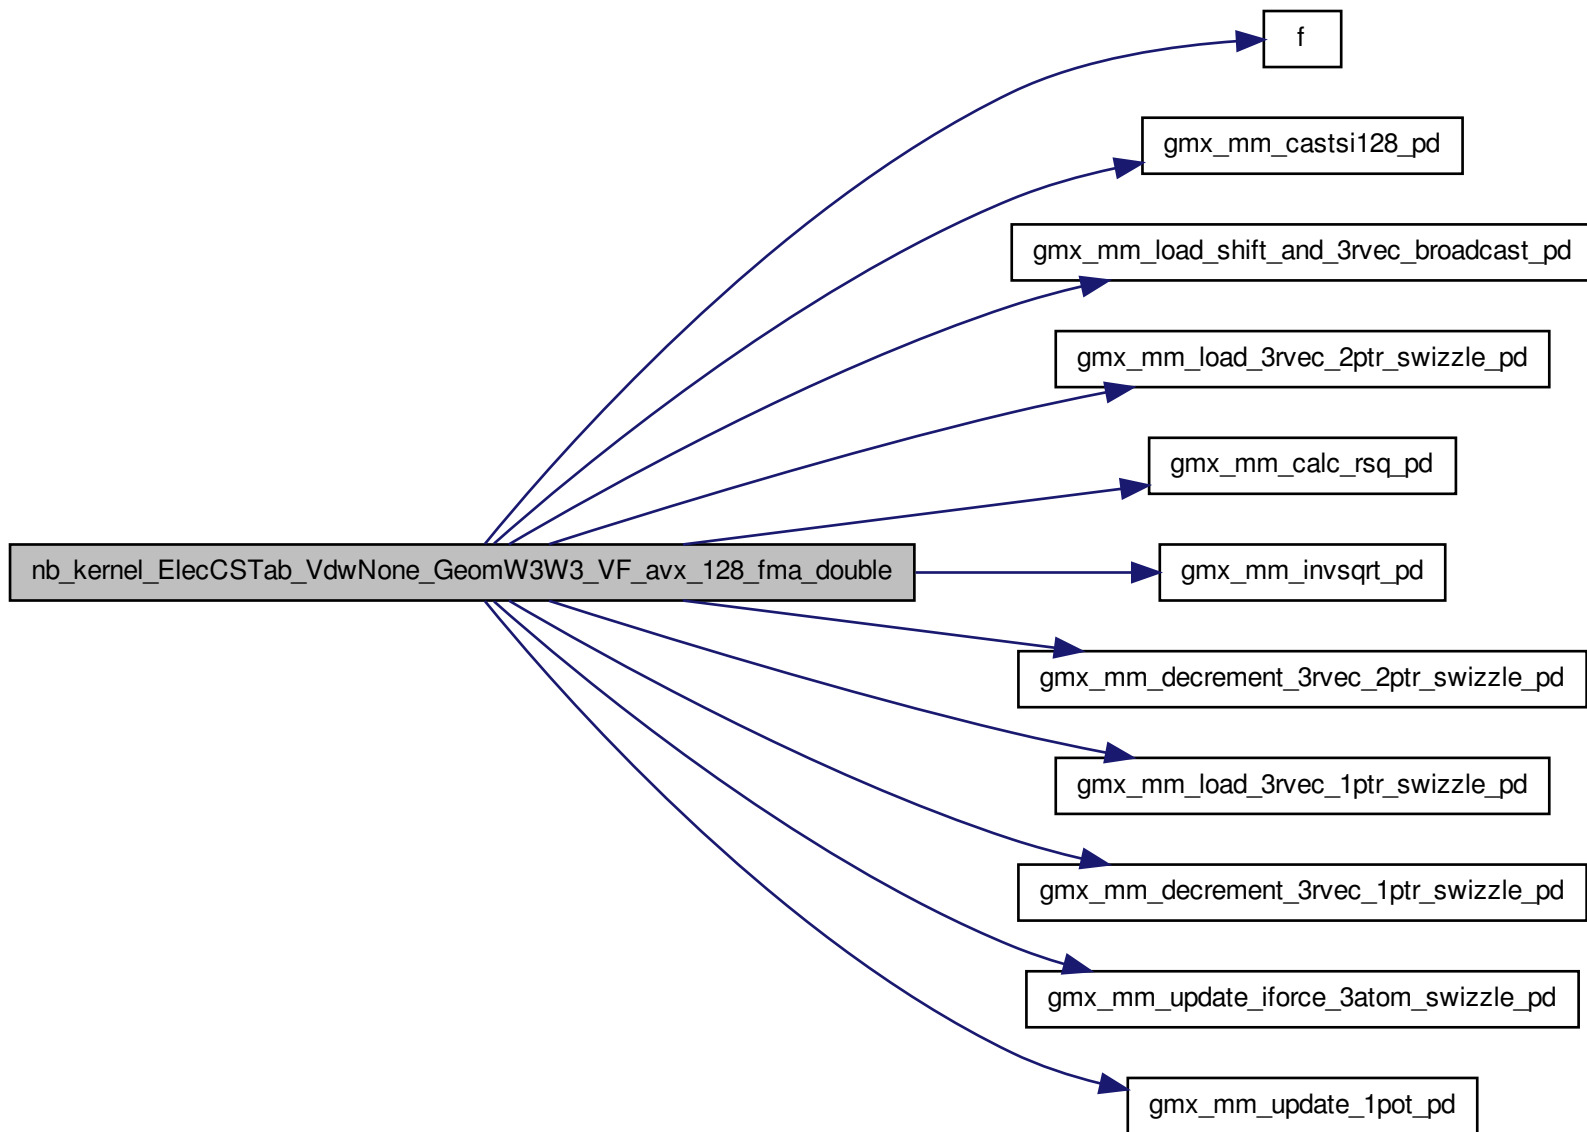 f
gmx_mm_castsi128_pd
gmx_mm_load_shift_and_3rvec_broadcast_pd
gmx_mm_load_3rvec_2ptr_swizzle_pd
gmx_mm_calc_rsq_pd
nb_kernel_ElecCSTab_VdwNone_GeomW3W3_VF_avx_128_fma_double
gmx_mm_invsqrt_pd
gmx_mm_decrement_3rvec_2ptr_swizzle_pd
gmx_mm_load_3rvec_1ptr_swizzle_pd
gmx_mm_decrement_3rvec_1ptr_swizzle_pd
gmx_mm_update_iforce_3atom_swizzle_pd
gmx_mm_update_1pot_pd